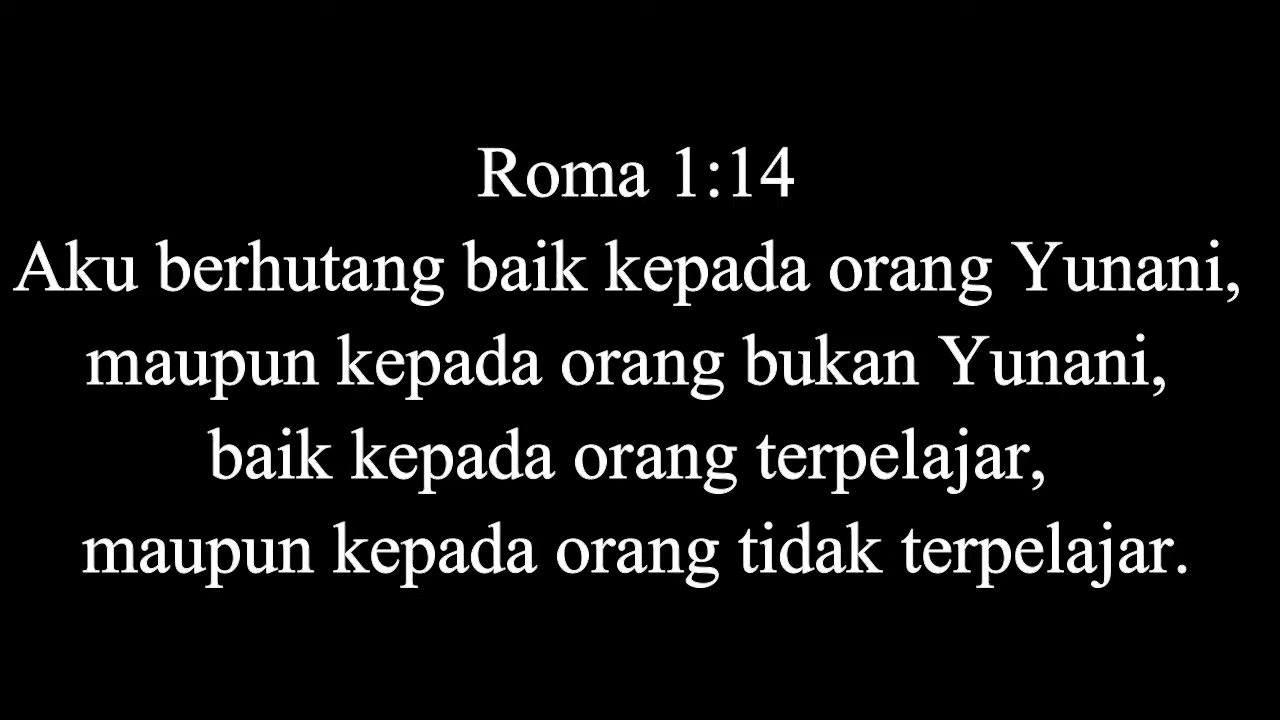 Roma 1:14
Aku berhutang baik kepada orang Yunani,
maupun kepada orang bukan Yunani,
baik kepada orang terpelajar,
maupun kepada orang tidak terpelajar.